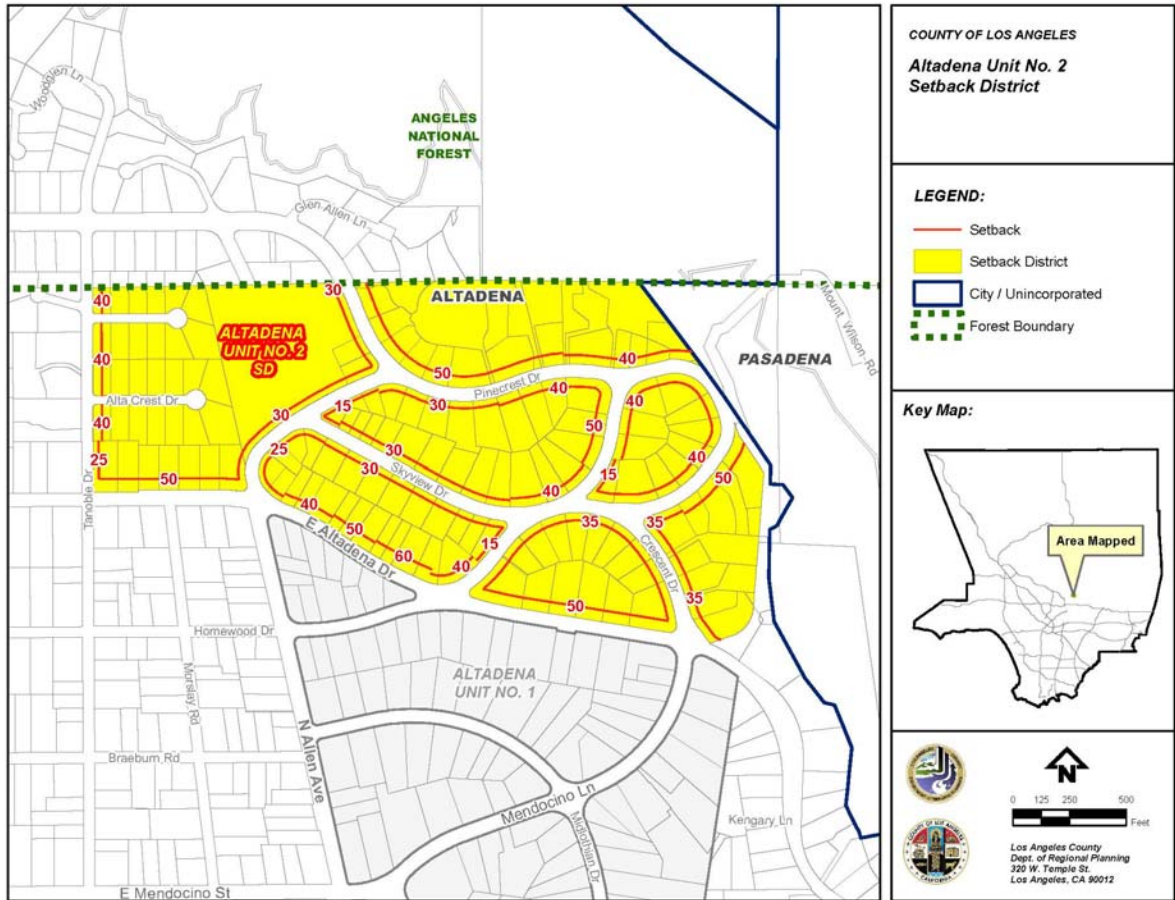 Woodglen Ln
ANGELES
NATIONAL
FOREST
Glen Allen Ln
ALTADENA
30
40
ALTADENA
UNIT NO. 2
SD
Mount Wilson Rd
PASADENA
40
50
40
Pinecrest Dr
Alta Crest Dr
40
30
15
30
40
40
50
25
50
25
30
30
Skyview Dr
40
15
40
50
Tanoble Dr
40
50
60
40
15
35
35
Crescent Dr
E Altadena Dr
50
35
Homewood Dr
ALTADENA
UNIT NO. 1
Morslay Rd
N Allen Ave
Braeburn Rd
Mendocino Ln
Midlothian Dr
Kengary Ln
E Mendocino St
COUNTY OF LOS ANGELES
Altadena Unit No. 2
Setback District
LEGEND:
Setback
Setback District
City / Unincorporated
Forest Boundary
Key Map:
Area Mapped
N
0 125 250 500
Feet
Los Angeles County
Dept. of Regional Planning
320 W. Temple St.
Los Angeles, CA 90012